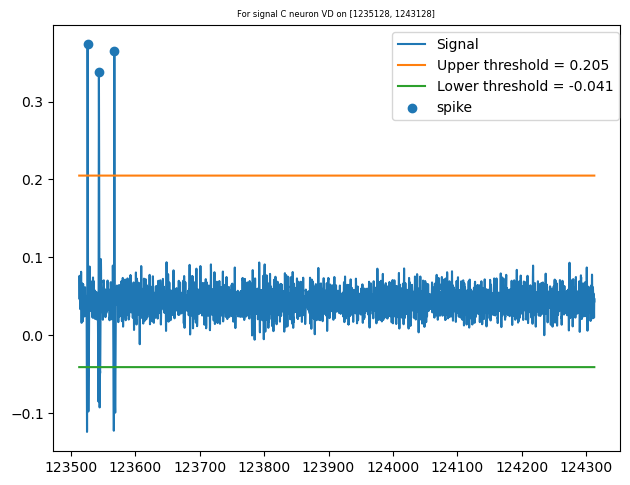 For signal C neuron VD on [1235128, 1243128]
Signal
Upper threshold = 0.205
Lower threshold = -0.041
spike
0.3
0.2
0.1
0.0
−0.1
123500 123600 123700 123800 123900 124000 124100 124200 124300